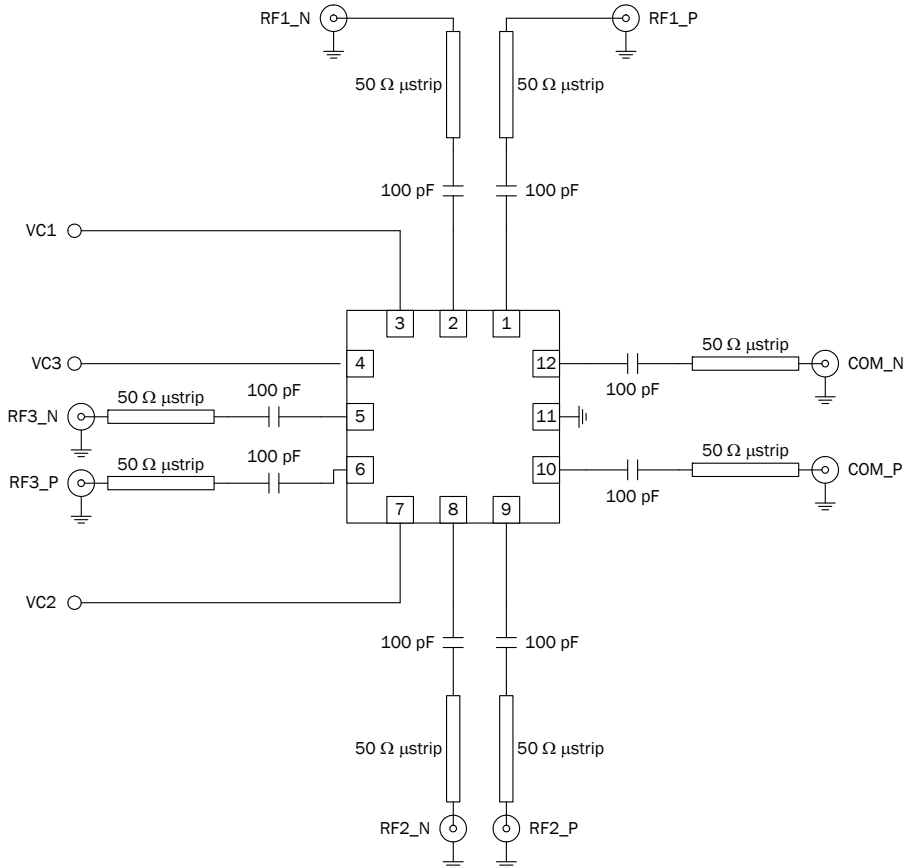 RF1_N
RF1_P
50 Ω µstrip
50 Ω µstrip
100 pF
100 pF
VC1
3
2
1
VC3
4
12
50 Ω µstrip
COM_N
100 pF
50 Ω µstrip
100 pF
RF3_N
5
11
50 Ω µstrip
100 pF
RF3_P
6
10
50 Ω µstrip
COM_P
100 pF
7
8
9
VC2
100 pF
100 pF
50 Ω µstrip
50 Ω µstrip
RF2_N
RF2_P